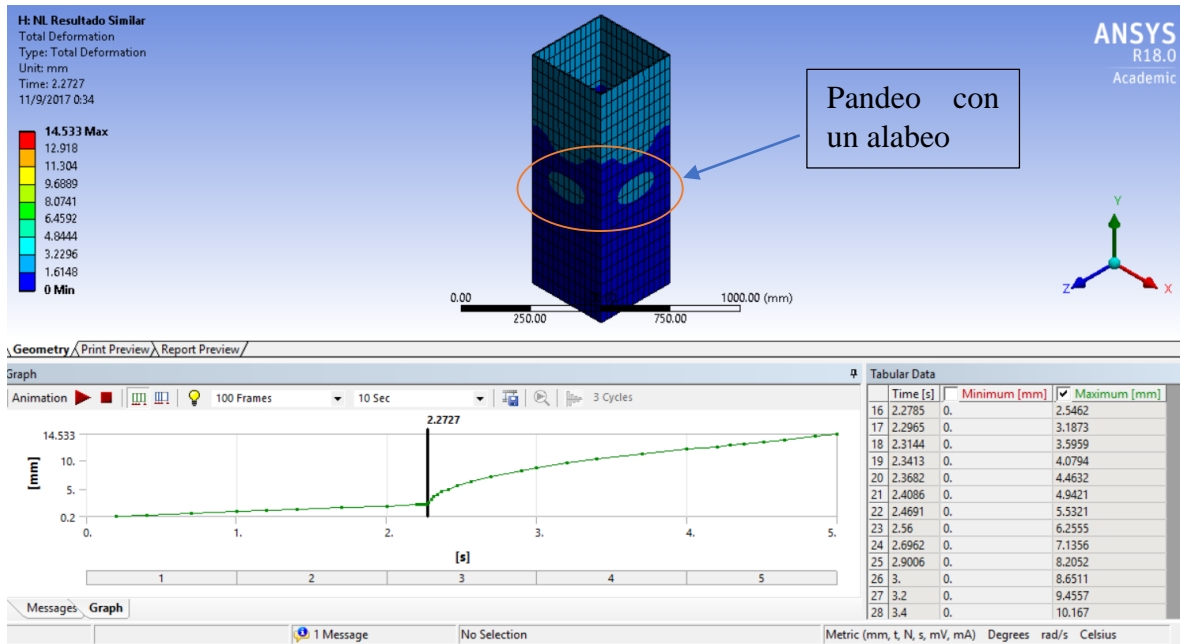 H: NL Resultado Similar
Total Deformation
Type: Total Deformation
Unit: mm
Time: 2.2727
11/9/2017 0:34
14.533 Max
12.918
11.304
9.6889
8.0741
6.4592
4.8444
3.2296
1.6148
0 Min
ANSYS
R18.0
Academic
Pandeo con
un alabeo
Y
Z X
0.00 1000.00 (mm)
250.00 750.00
Geometry Print Preview Report Preview
Graph
Animation 100 Frames 10 Sec 3 Cycles
2.2727
14.533
10.
5.
0.2
[mm]
0. 1. 2. 3. 4. 5.
[s]
1 2 3 4 5
Messages Graph
Tabular Data
Time [s] Minimum [mm] Maximum [mm]
16 2.2785 0. 2.5462
17 2.2965 0. 3.1873
18 2.3144 0. 3.5959
19 2.3413 0. 4.0794
20 2.3682 0. 4.4632
21 2.4086 0. 4.9421
22 2.4691 0. 5.5321
23 2.56 0. 6.2555
24 2.6962 0. 7.1356
25 2.9006 0. 8.2052
26 3. 0. 8.6511
27 3.2 0. 9.4557
28 3.4 0. 10.167
1 Message No Selection Metric (mm, t, N, s, mV, mA) Degrees rad/s Celsius